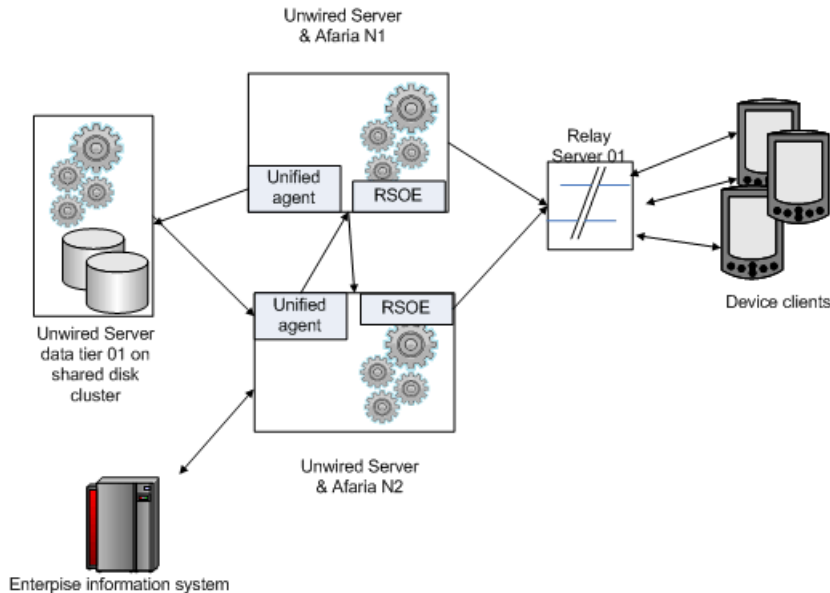 Unwired Server
& Afaria N1
Relay
Server 01
Unified
agent
RSOE
Unified
agent
RSOE
Device clients
Unwired Server
data tier 01 on
shared disk
cluster
Unwired Server
& Afaria N2
Enterpise information system